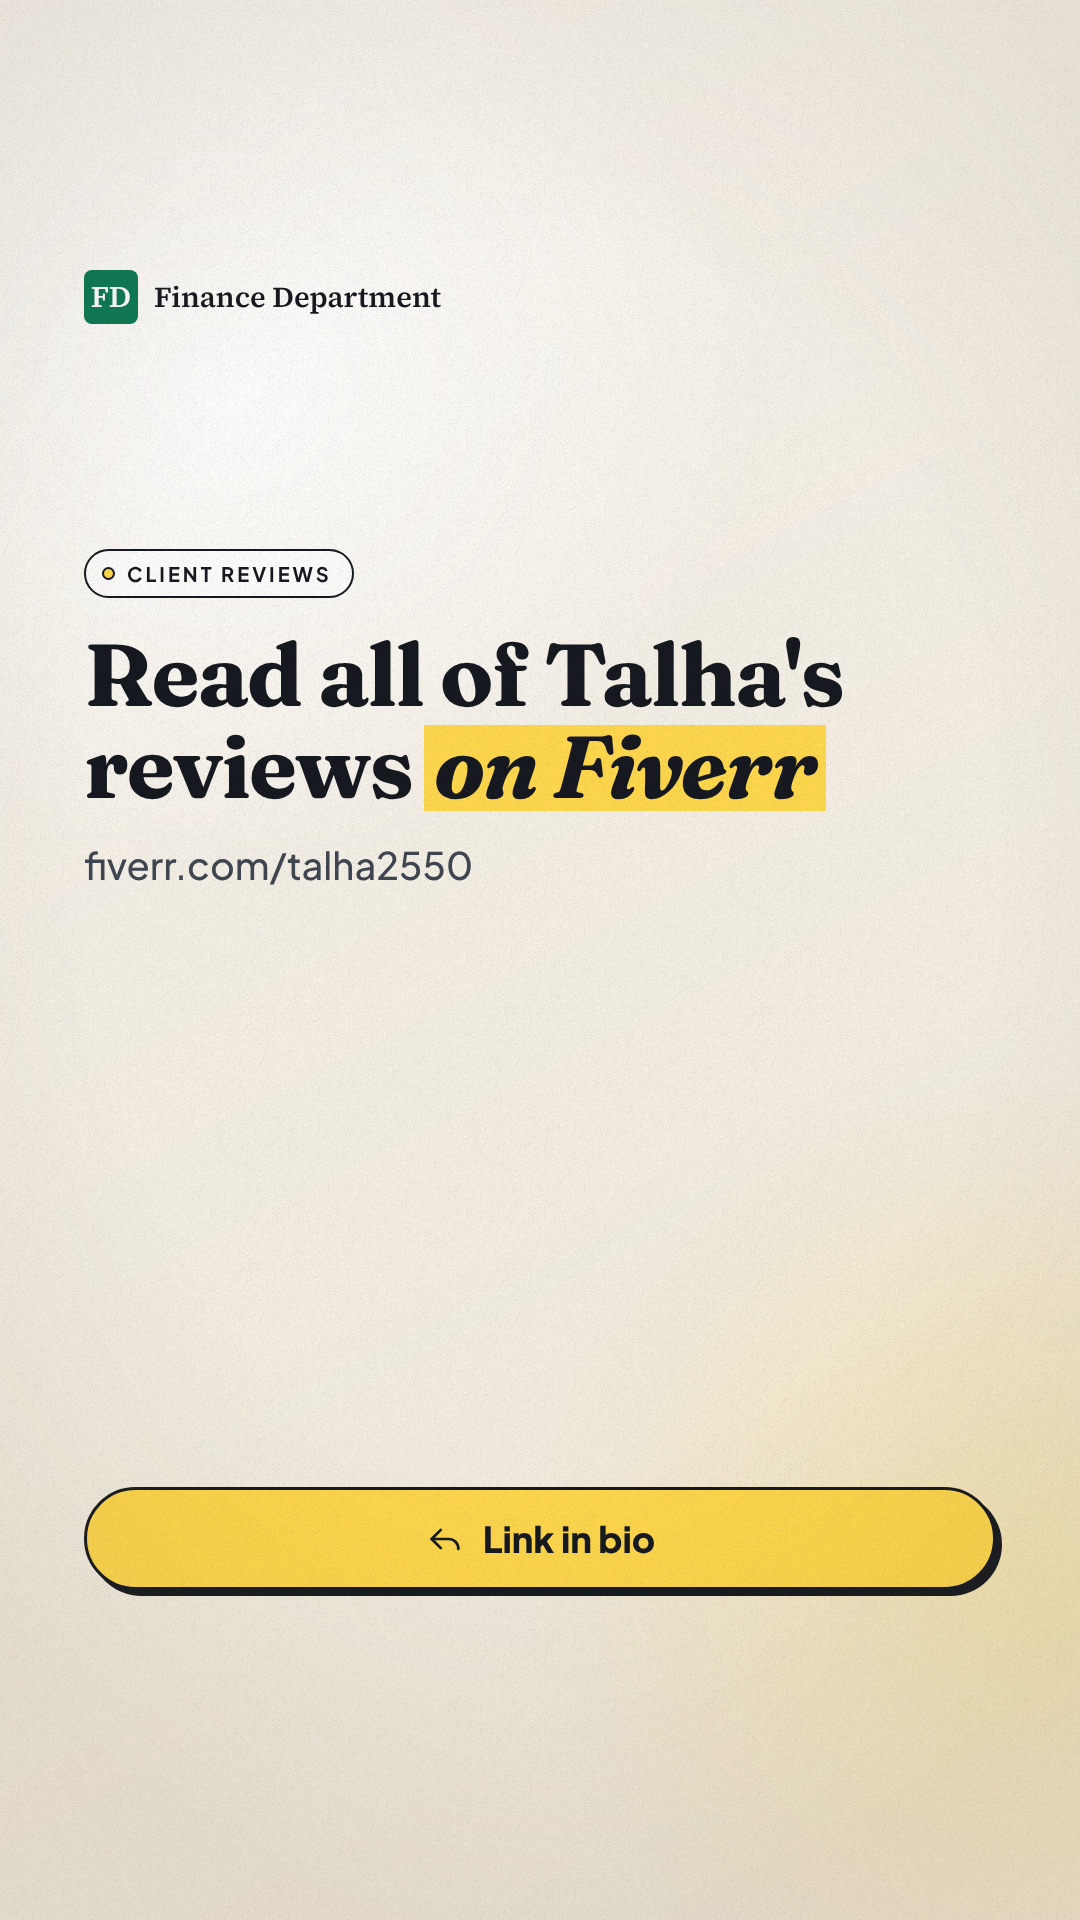 FD Finance Department
CLIENT REVIEWS
Read all of Talha's
reviews on Fiverr
fiverr.com/talha2550
Link in bio